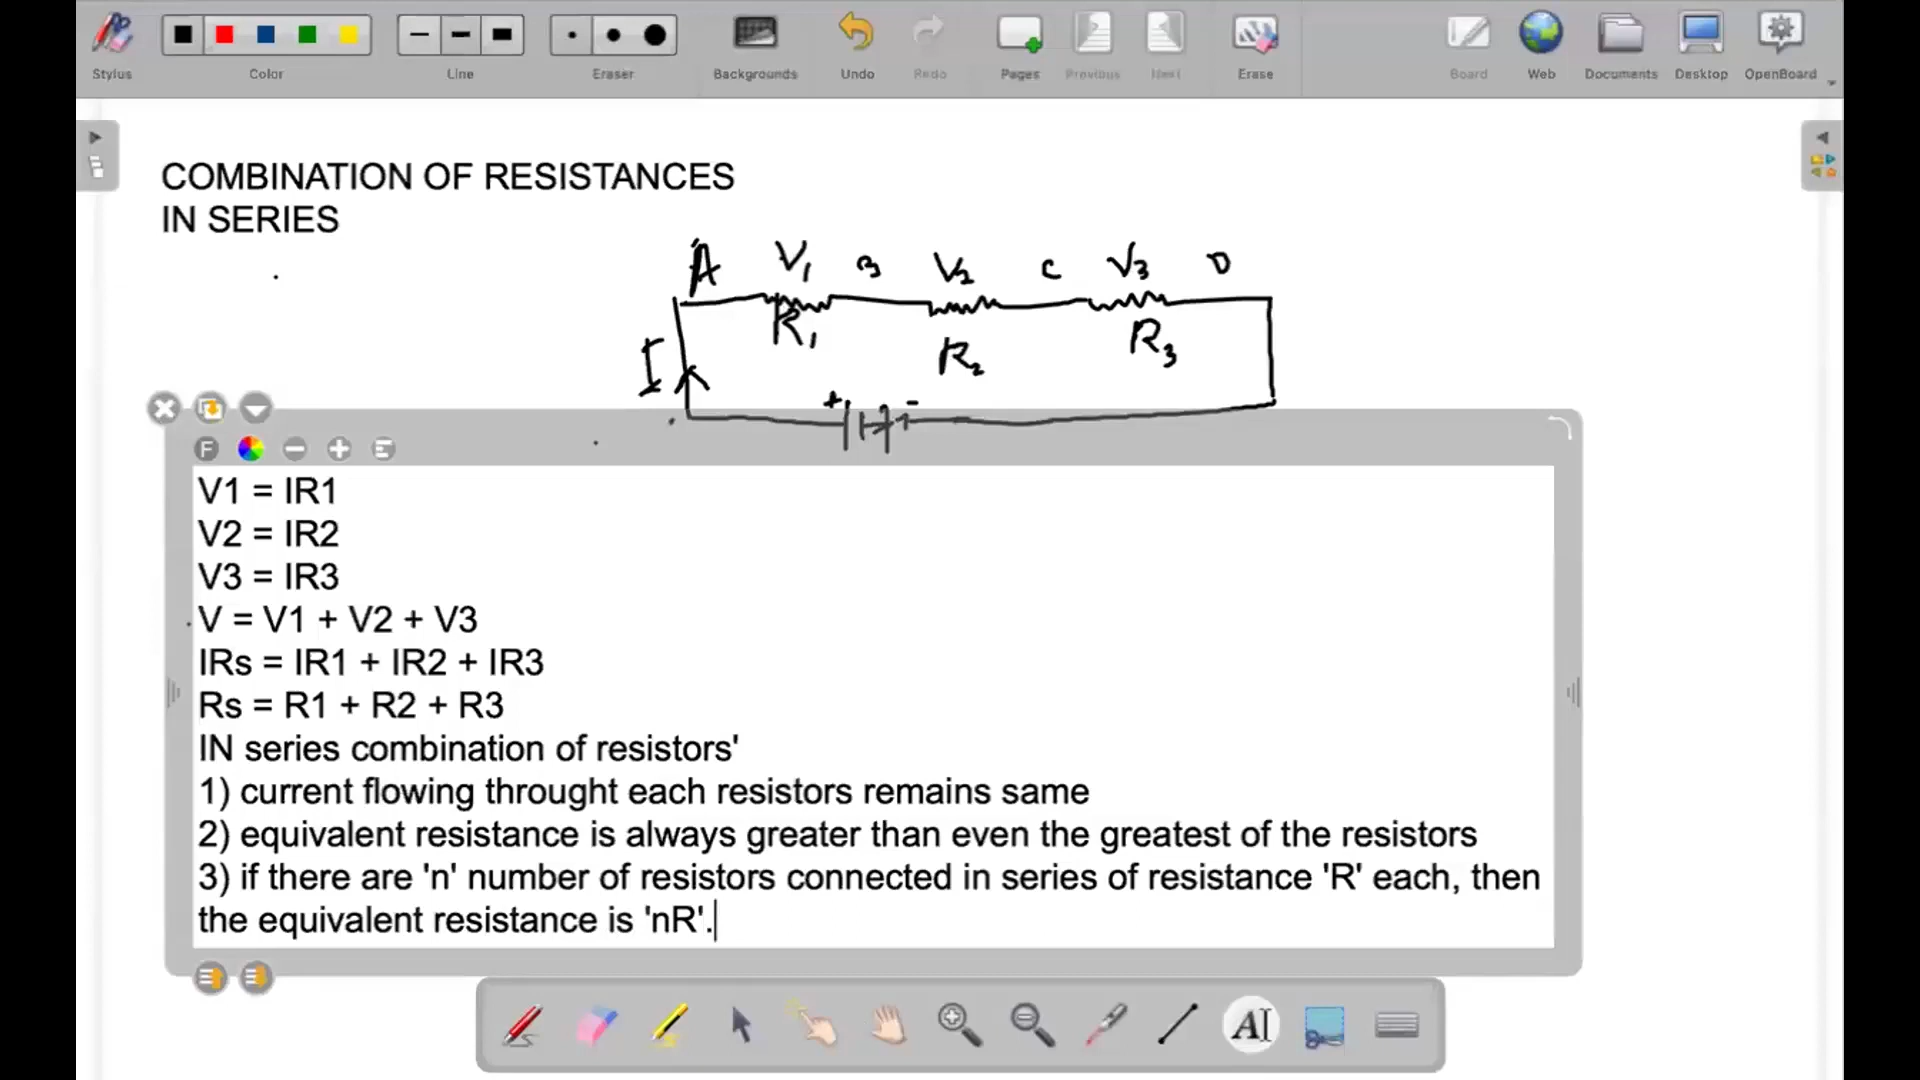 Stylus Color Line Eraser Backgrounds Undo Redo Pages Previous Next Erase Board Web Documents Desktop OpenBoard
COMBINATION OF RESISTANCES
IN SERIES
A V1 B V2 C V3 D
R1 R2 R3
I
+ -
F
V1 = IR1
V2 = IR2
V3 = IR3
V = V1 + V2 + V3
IRs = IR1 + IR2 + IR3
Rs = R1 + R2 + R3
IN series combination of resistors'
1) current flowing throught each resistors remains same
2) equivalent resistance is always greater than even the greatest of the resistors
3) if there are 'n' number of resistors connected in series of resistance 'R' each, then
the equivalent resistance is 'nR'.
AI